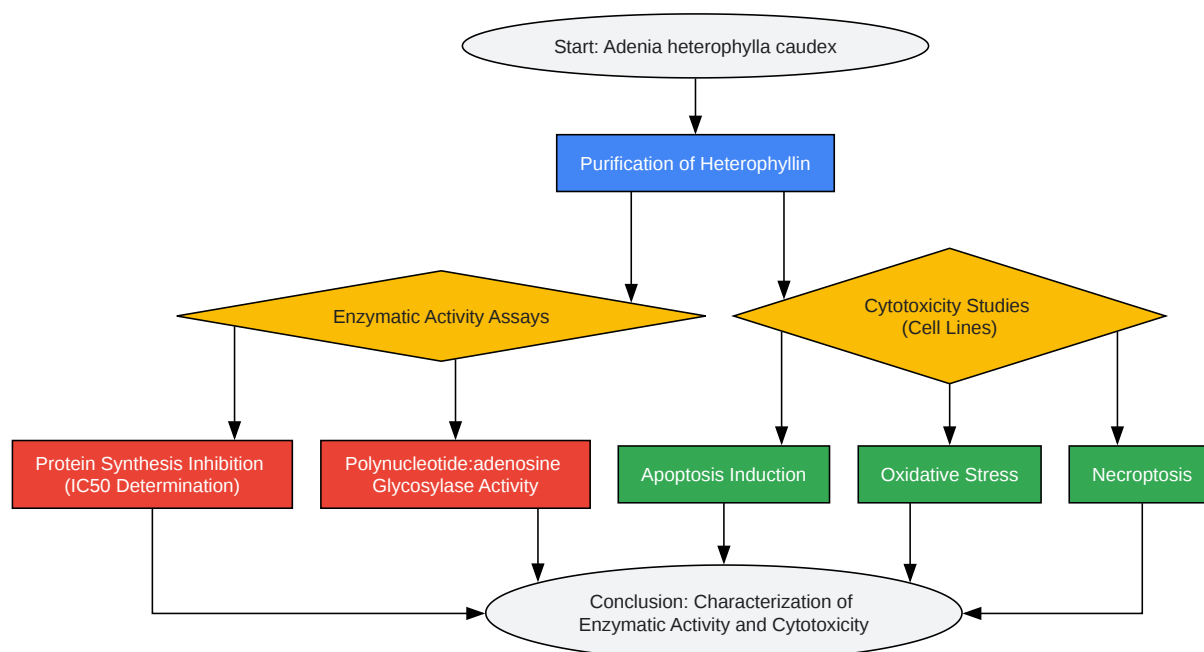 Start: Adenia heterophylla caudex
Purification of Heterophyllin
Enzymatic Activity Assays
Cytotoxicity Studies
(Cell Lines)
Protein Synthesis Inhibition
(IC50 Determination)
Polynucleotide:adenosine
Glycosylase Activity
Apoptosis Induction
Oxidative Stress
Necroptosis
Conclusion: Characterization of
Enzymatic Activity and Cytotoxicity